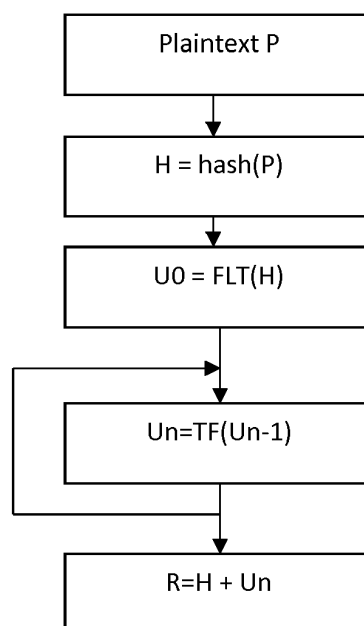 Plaintext P
H = hash(P)
U0 = FLT(H)
Un=TF(Un-1)
R=H + Un